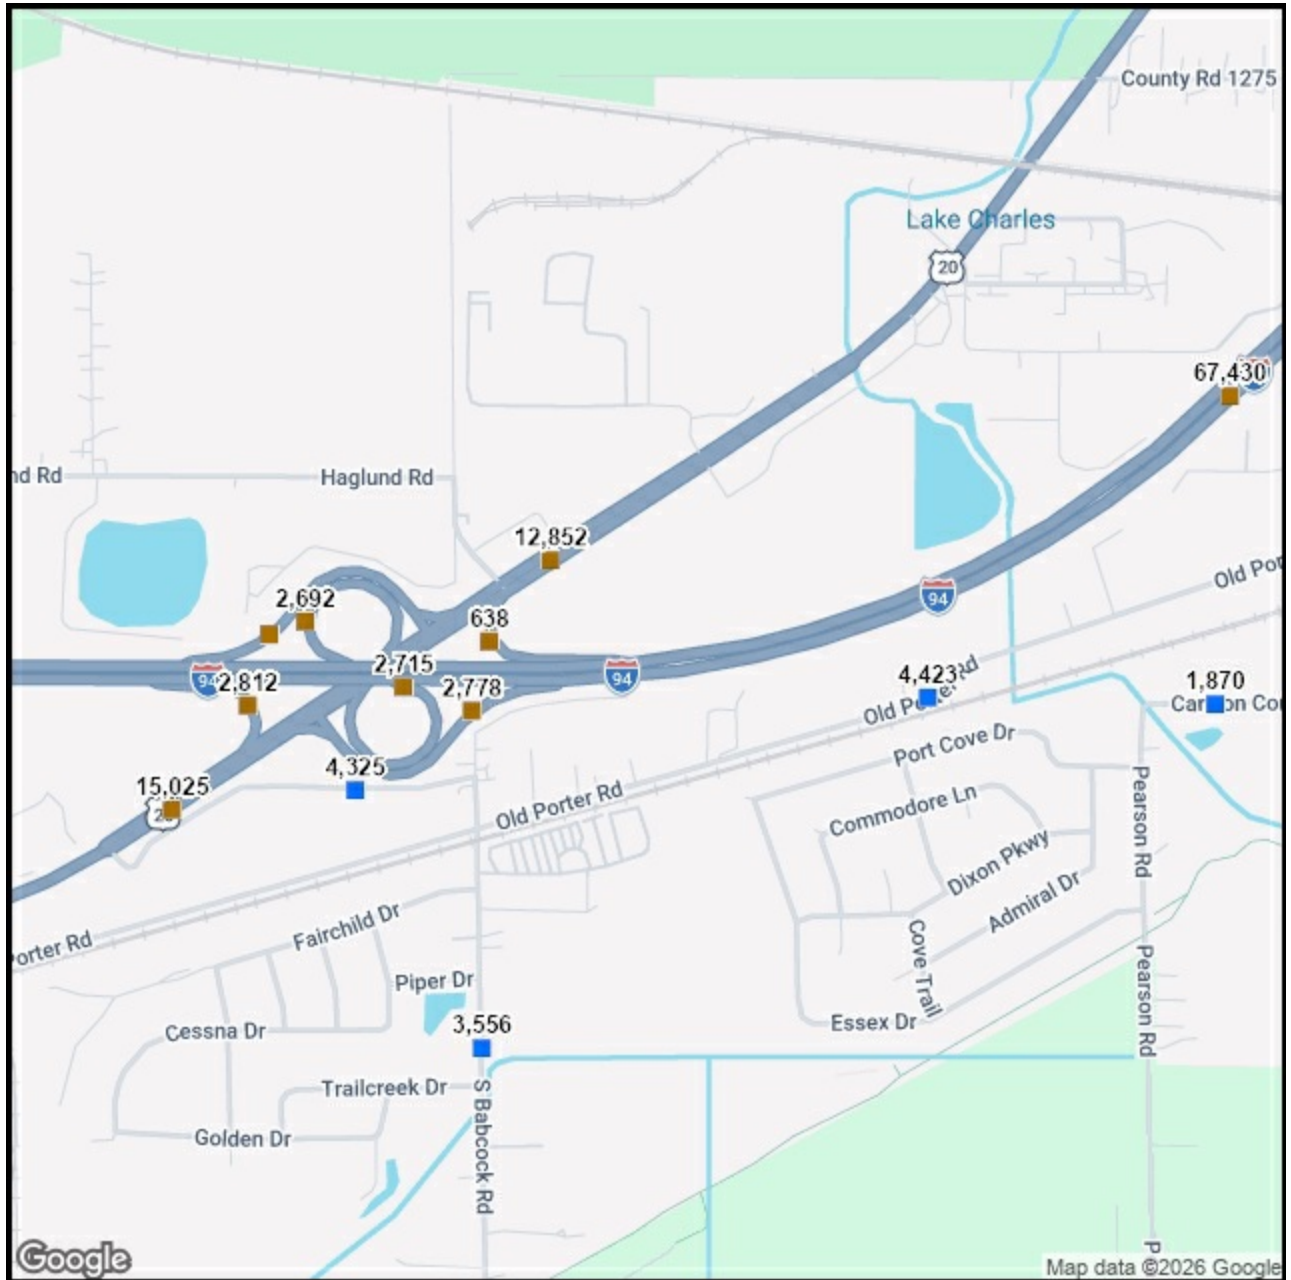 County Rd 1275
Lake Charles
20
67,430
nd Rd
Haglund Rd
12,852
2,692
638
94
2,715
94
94
2,812
2,778
4,423
Old Porter Rd
1,870
4,325
Port Cove Dr
15,025
Old Porter Rd
Commodore Ln
Pearson Rd
Dixon Pkwy
Admiral Dr
Fairchild Dr
Porter Rd
Cove Trail
Pearson Rd
Piper Dr
3,556
Cessna Dr
Essex Dr
Trailcreek Dr
S Babcock Rd
Golden Dr
Google
Map data ©2026 Google